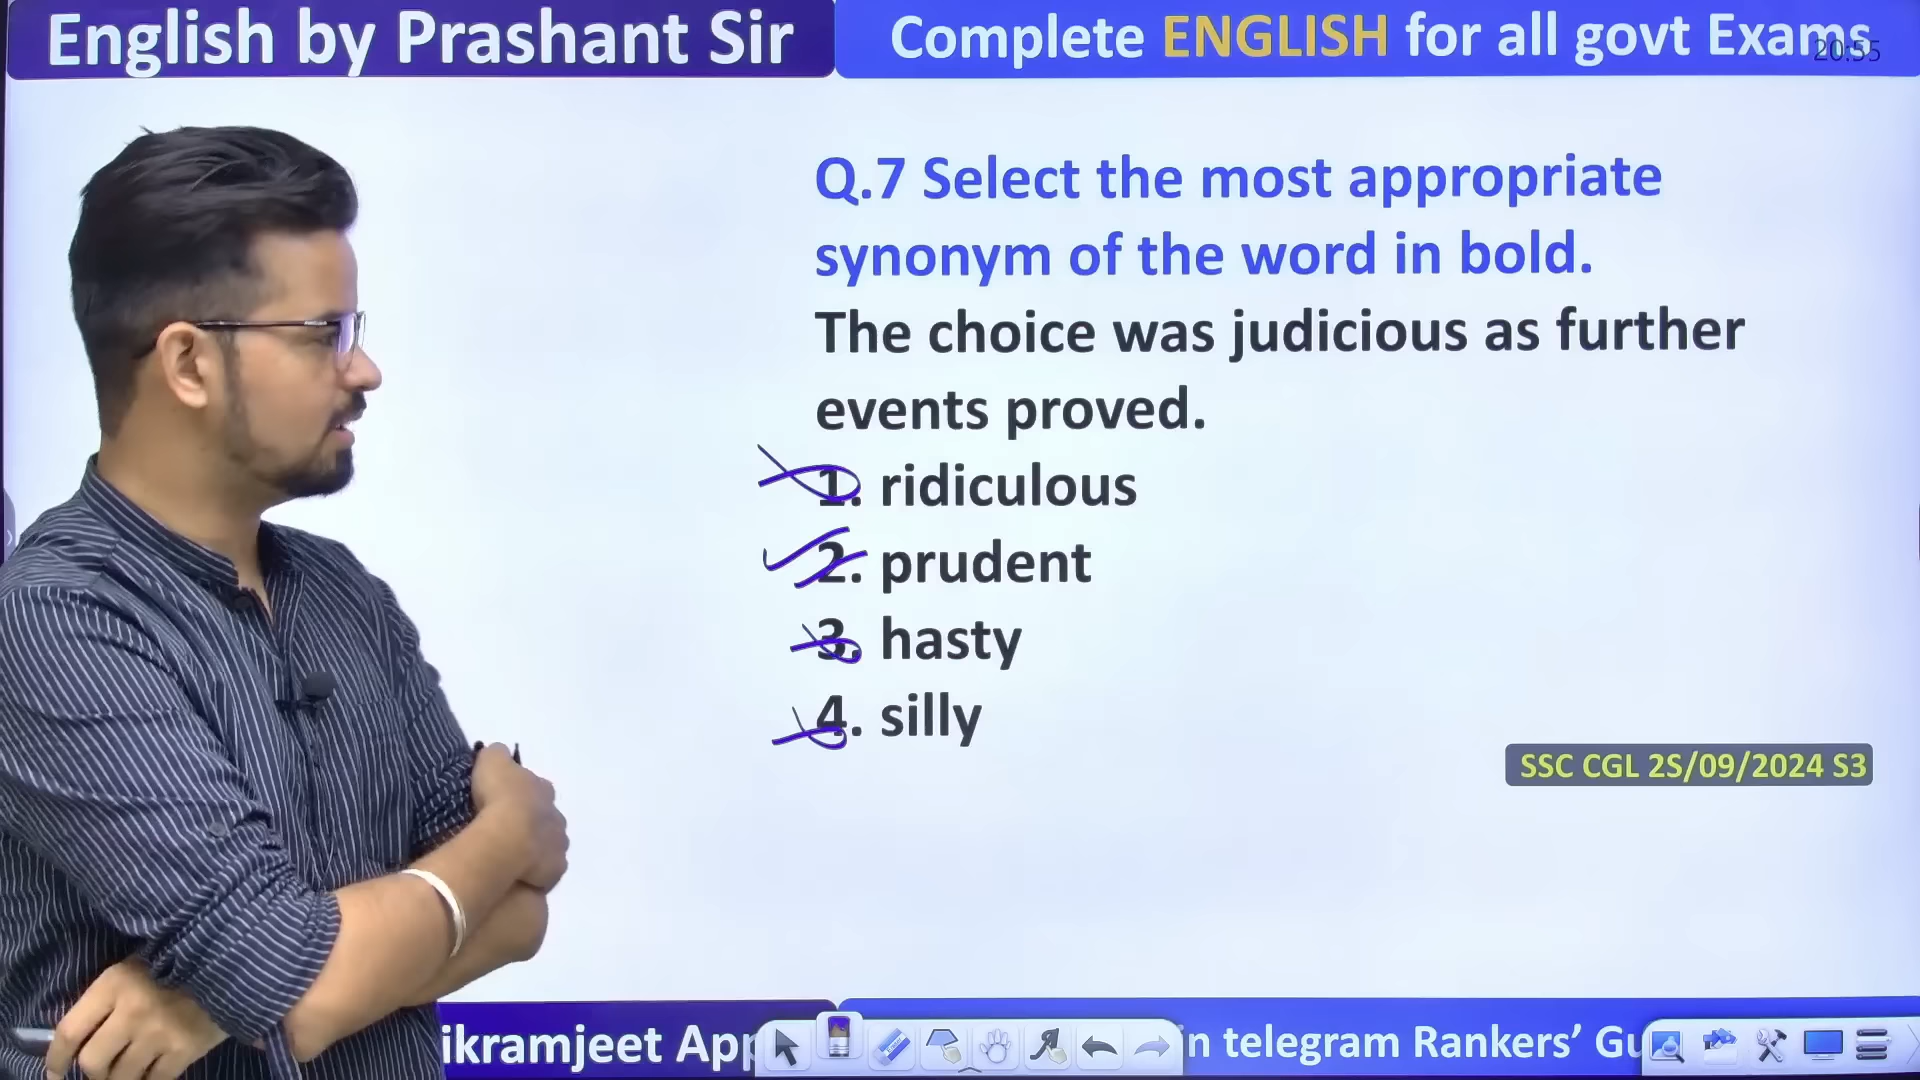 English by Prashant Sir
Complete ENGLISH for all govt Exams
20:55
Q.7 Select the most appropriate
synonym of the word in bold.
The choice was judicious as further
events proved.
1. ridiculous
2. prudent
3. hasty
4. silly
SSC CGL 2S/09/2024 S3
ikramjeet App
in telegram Rankers’ Gu